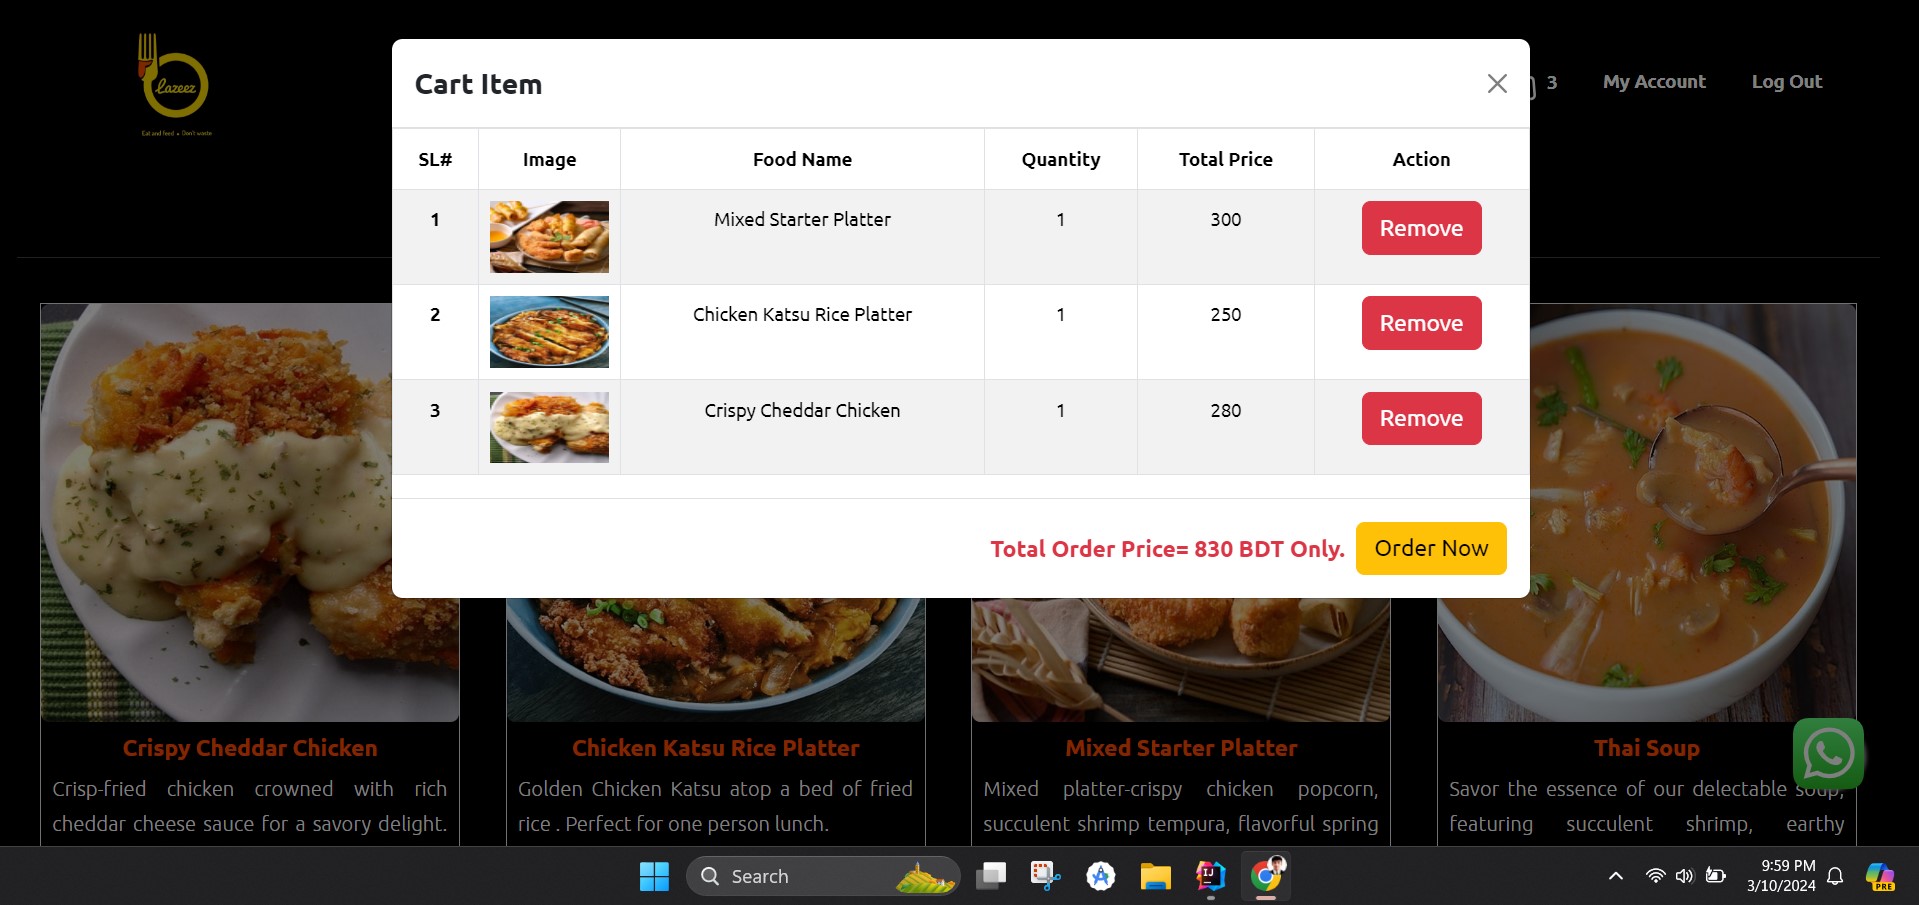 Lazeez
Eat and feed • Don't waste
3
My Account
Log Out
Cart Item
SL# Image Food Name Quantity Total Price Action
1 Mixed Starter Platter 1 300 Remove
2 Chicken Katsu Rice Platter 1 250 Remove
3 Crispy Cheddar Chicken 1 280 Remove
Total Order Price= 830 BDT Only. Order Now
Crispy Cheddar Chicken
Crisp-fried chicken crowned with rich
cheddar cheese sauce for a savory delight.
Chicken Katsu Rice Platter
Golden Chicken Katsu atop a bed of fried
rice . Perfect for one person lunch.
Mixed Starter Platter
Mixed platter-crispy chicken popcorn,
succulent shrimp tempura, flavorful spring
Thai Soup
Savor the essence of our delectable soup,
featuring succulent shrimp, earthy
Search
IJ
9:59 PM
3/10/2024
PRE